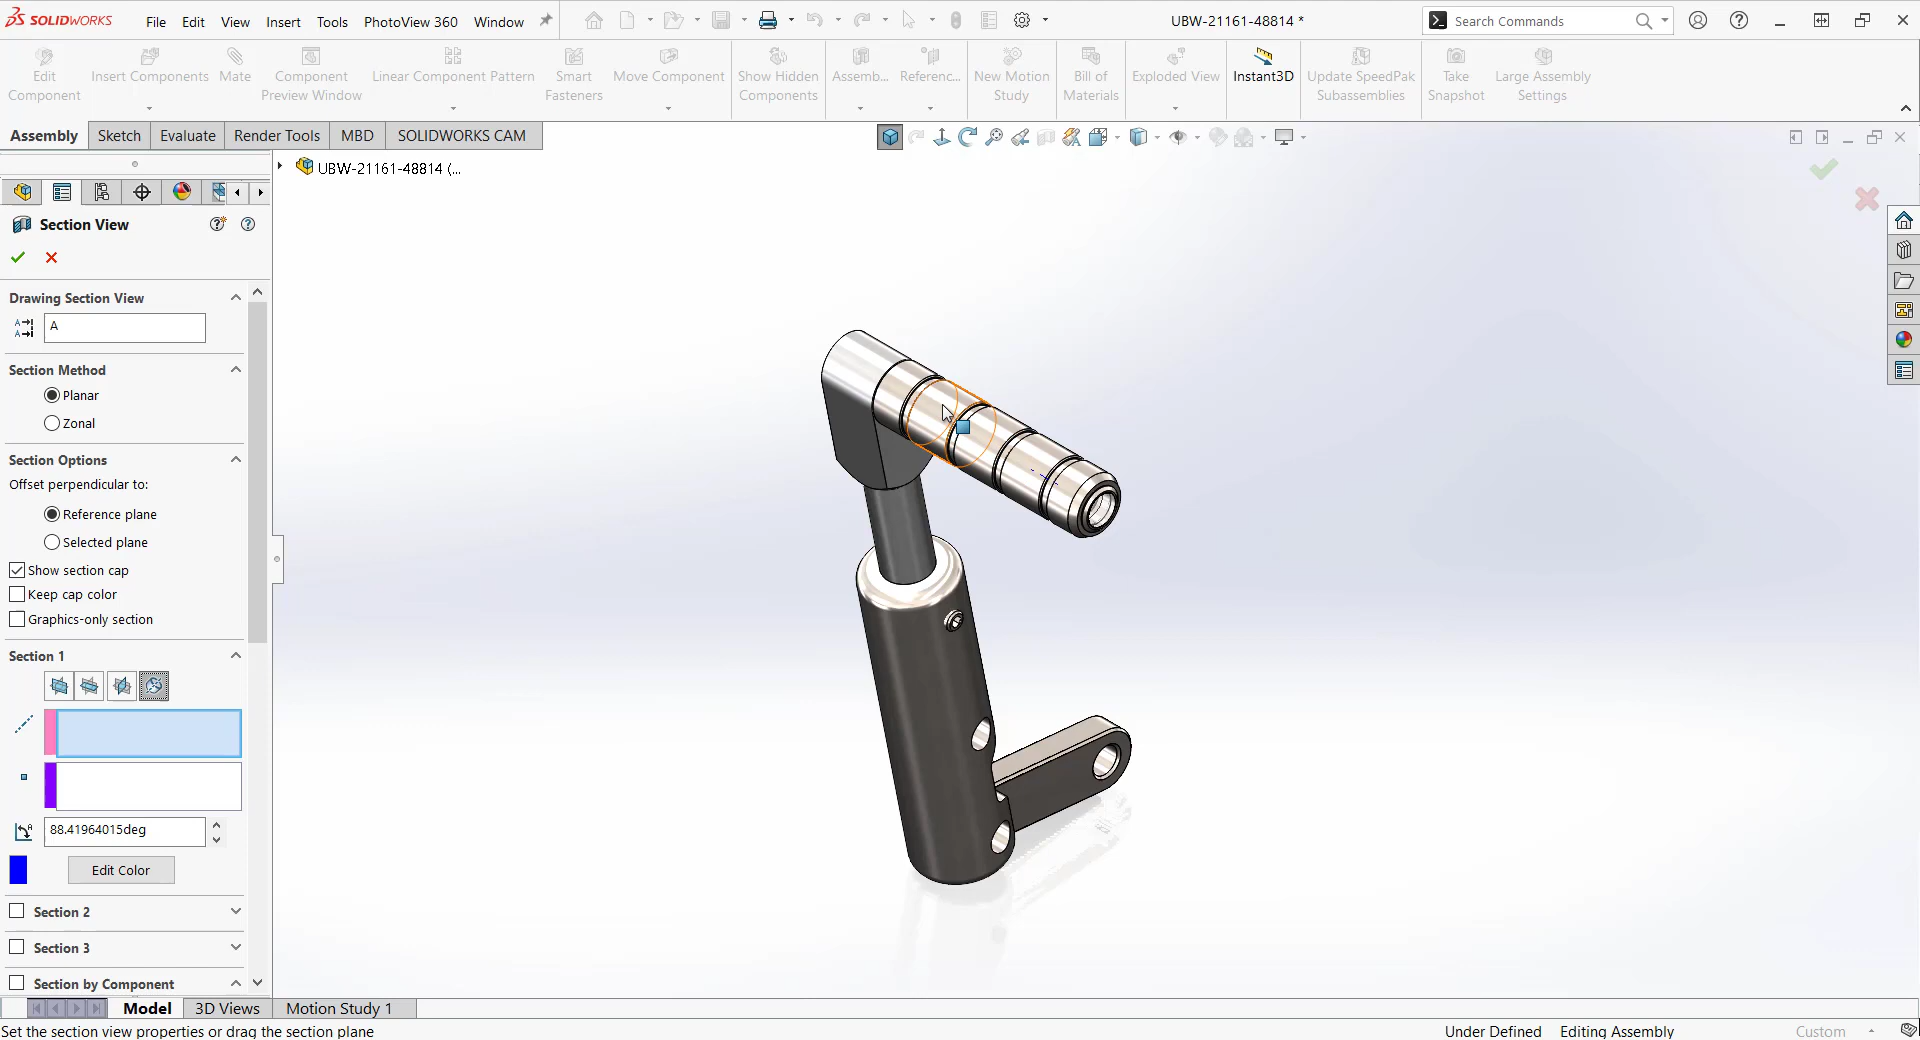 SOLIDWORKS File Edit View Insert Tools PhotoView 360 Window UBW-21161-48814 * Search Commands
Edit Component
Insert Components
Mate
Component Preview Window
Linear Component Pattern
Smart Fasteners
Move Component
Show Hidden Components
Assemb...
Referenc...
New Motion Study
Bill of Materials
Exploded View
Instant3D
Update SpeedPak Subassemblies
Take Snapshot
Large Assembly Settings
Assembly Sketch Evaluate Render Tools MBD SOLIDWORKS CAM
UBW-21161-48814 (...
Section View
Drawing Section View
A
Section Method
Planar
Zonal
Section Options
Offset perpendicular to:
Reference plane
Selected plane
Show section cap
Keep cap color
Graphics-only section
Section 1
88.41964015deg
Edit Color
Section 2
Section 3
Section by Component
Model 3D Views Motion Study 1
Set the section view properties or drag the section plane Under Defined Editing Assembly Custom